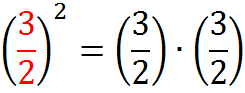 (3/2)² = (3/2) · (3/2)